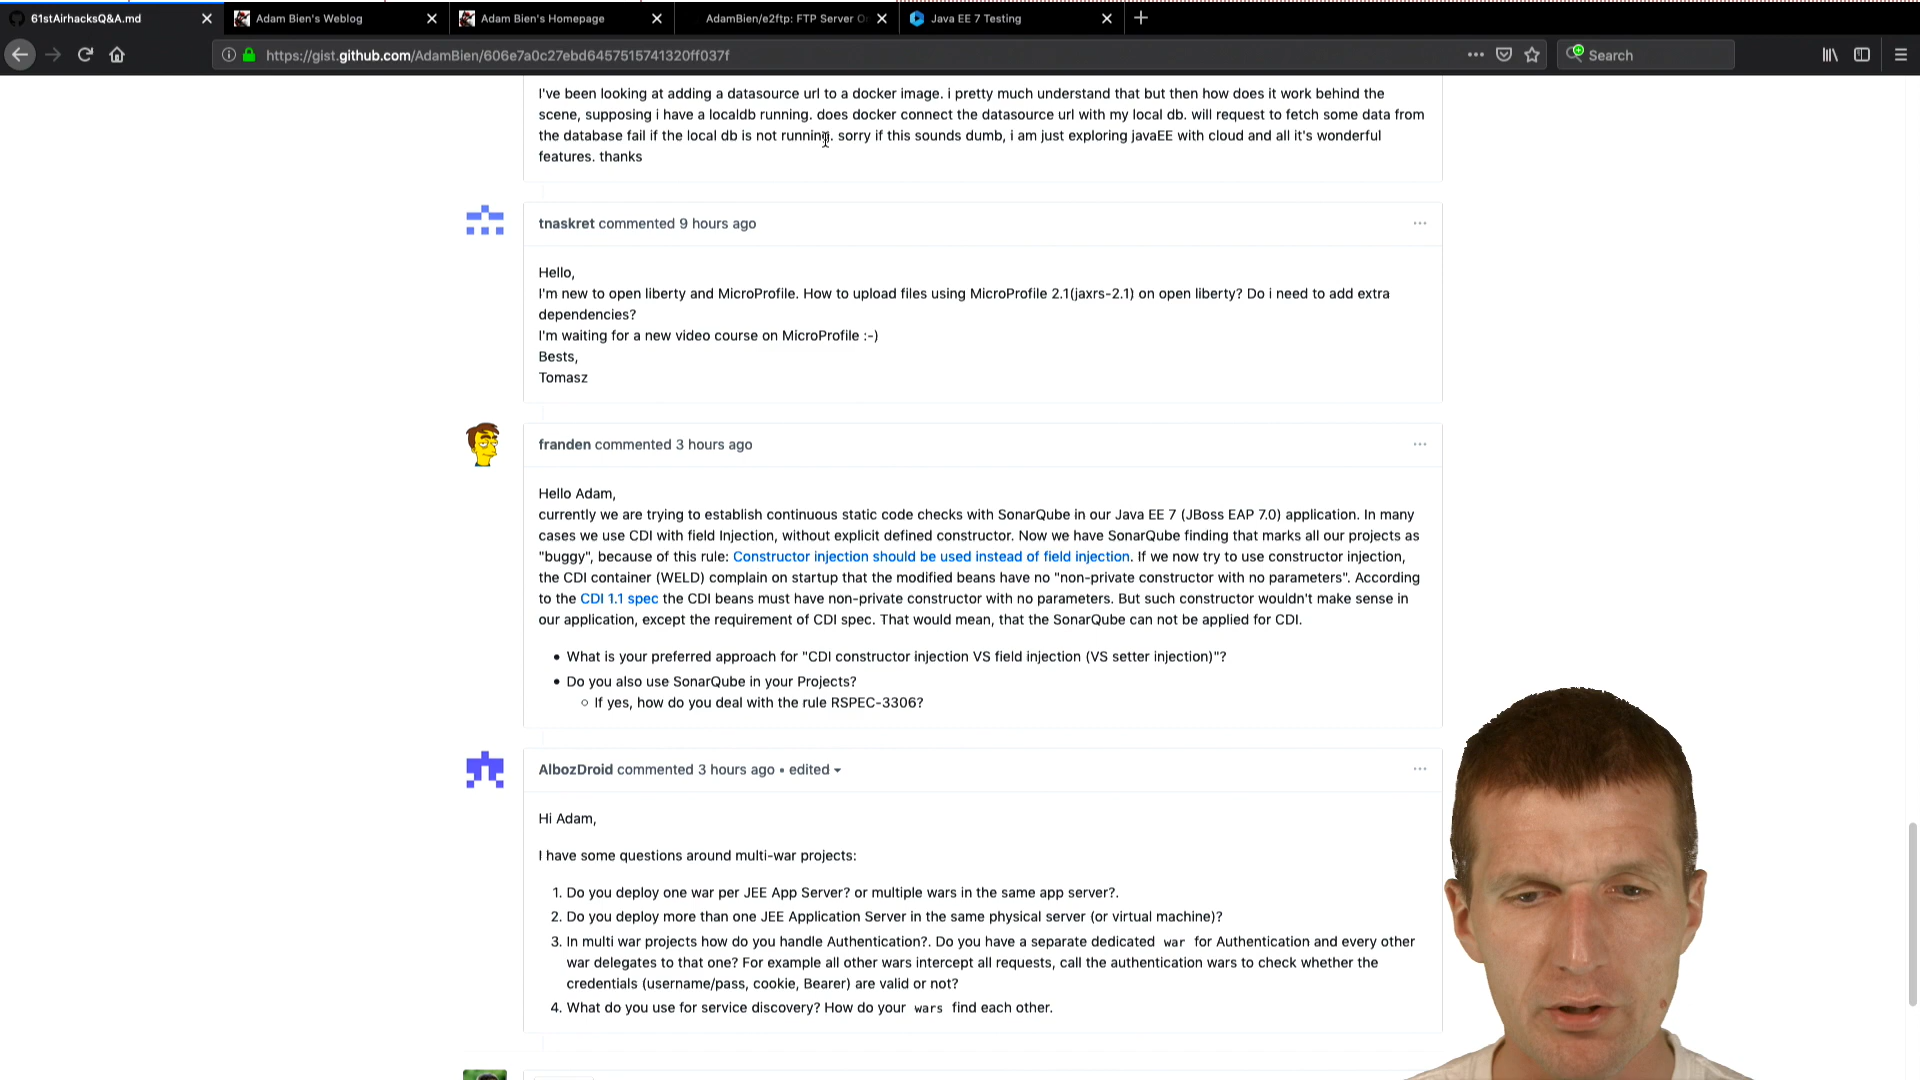 61stAirhacksQ&A.md
Adam Bien's Weblog
Adam Bien's Homepage
AdamBien/e2ftp: FTP Server O
Java EE 7 Testing
https://gist.github.com/AdamBien/606e7a0c27ebd6457515741320ff037f
Search
I've been looking at adding a datasource url to a docker image. i pretty much understand that but then how does it work behind the
scene, supposing i have a localdb running. does docker connect the datasource url with my local db. will request to fetch some data from
the database fail if the local db is not running. sorry if this sounds dumb, i am just exploring javaEE with cloud and all it's wonderful
features. thanks
tnaskret commented 9 hours ago
Hello,
I'm new to open liberty and MicroProfile. How to upload files using MicroProfile 2.1(jaxrs-2.1) on open liberty? Do i need to add extra
dependencies?
I'm waiting for a new video course on MicroProfile :-)
Bests,
Tomasz
franden commented 3 hours ago
Hello Adam,
currently we are trying to establish continuous static code checks with SonarQube in our Java EE 7 (JBoss EAP 7.0) application. In many
cases we use CDI with field Injection, without explicit defined constructor. Now we have SonarQube finding that marks all our projects as
"buggy", because of this rule: Constructor injection should be used instead of field injection. If we now try to use constructor injection,
the CDI container (WELD) complain on startup that the modified beans have no "non-private constructor with no parameters". According
to the CDI 1.1 spec the CDI beans must have non-private constructor with no parameters. But such constructor wouldn't make sense in
our application, except the requirement of CDI spec. That would mean, that the SonarQube can not be applied for CDI.
• What is your preferred approach for "CDI constructor injection VS field injection (VS setter injection)"?
• Do you also use SonarQube in your Projects?
○ If yes, how do you deal with the rule RSPEC-3306?
AlbozDroid commented 3 hours ago • edited
Hi Adam,
I have some questions around multi-war projects:
1. Do you deploy one war per JEE App Server? or multiple wars in the same app server?.
2. Do you deploy more than one JEE Application Server in the same physical server (or virtual machine)?
3. In multi war projects how do you handle Authentication?. Do you have a separate dedicated war for Authentication and every other
war delegates to that one? For example all other wars intercept all requests, call the authentication wars to check whether the
credentials (username/pass, cookie, Bearer) are valid or not?
4. What do you use for service discovery? How do your wars find each other.